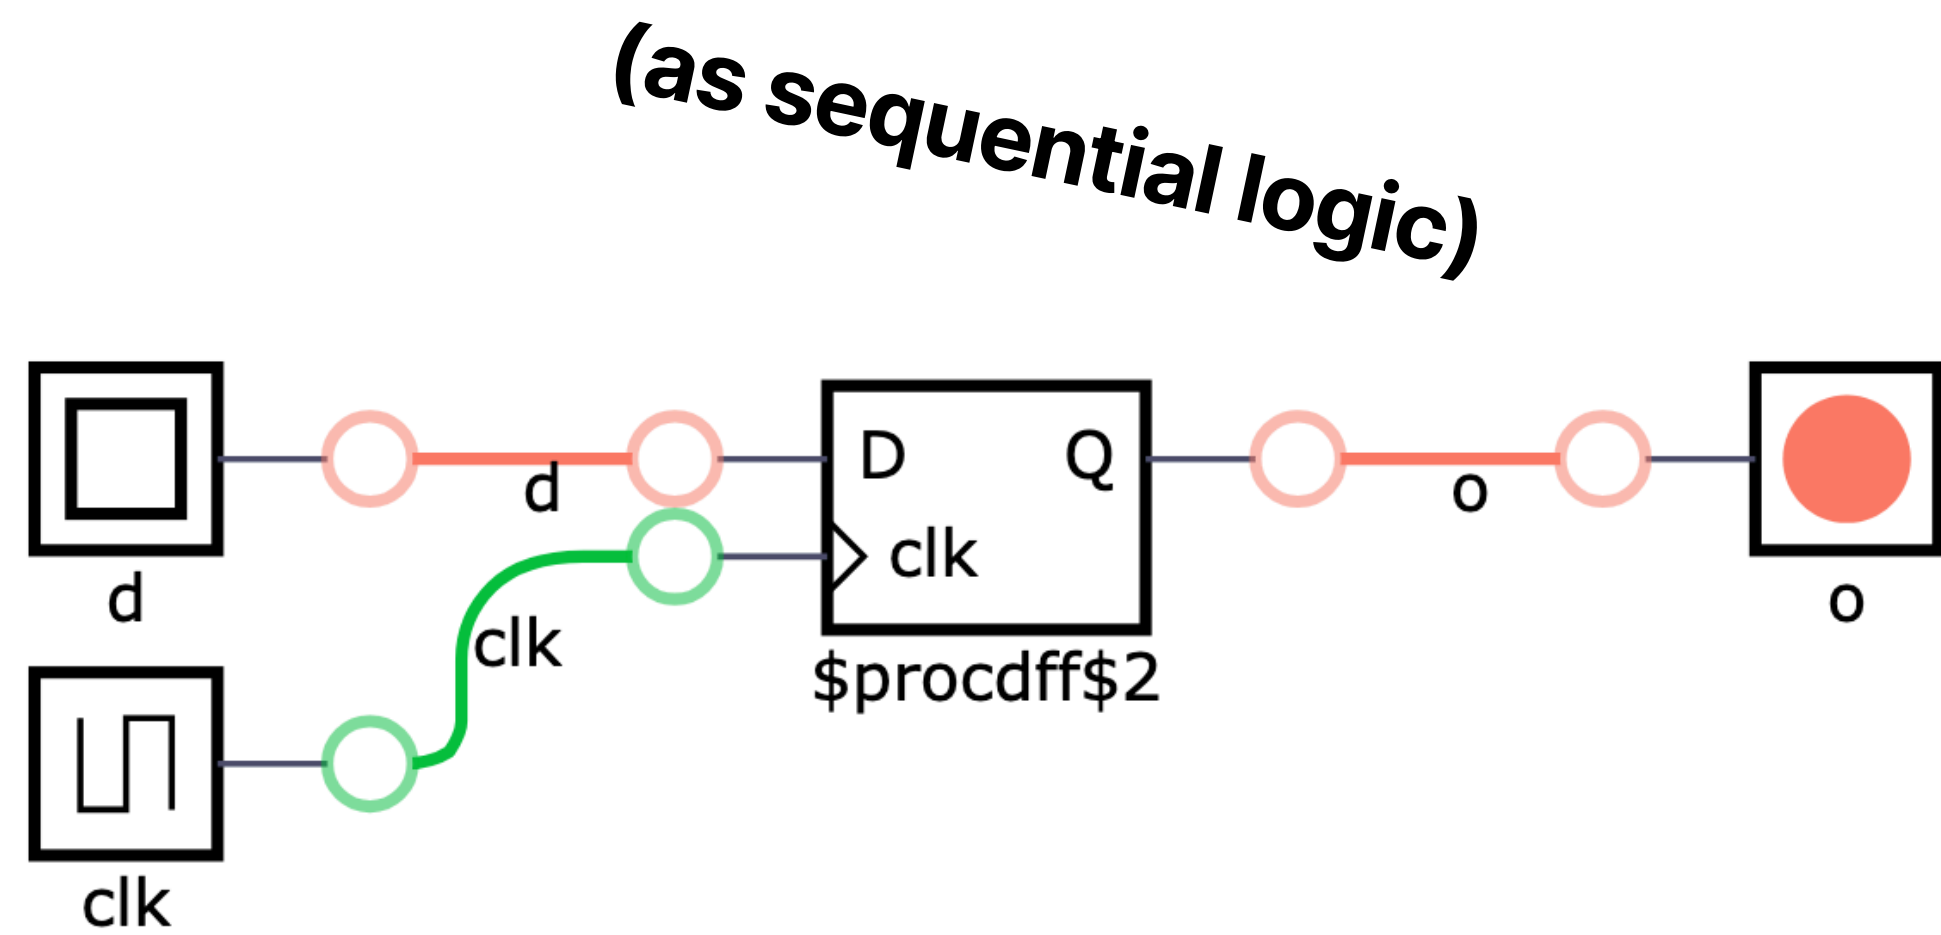 (as sequential logic)
d
D
Q
o
clk
clk
$procdff$2
d
o
clk